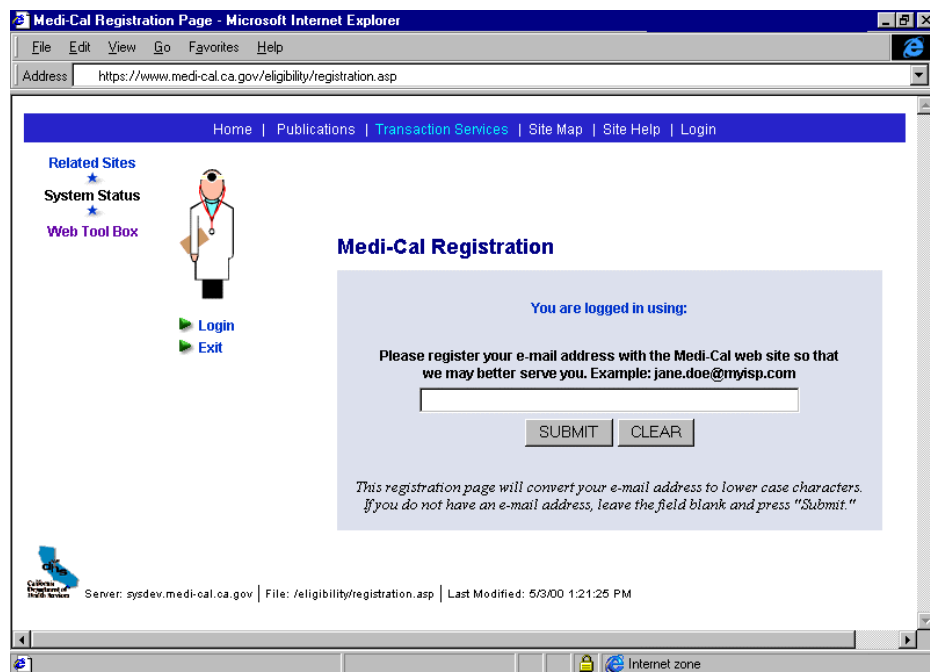 Medi-Cal Registration Page - Microsoft Internet Explorer
File Edit View Go Favorites Help
Address https://www.medi-cal.ca.gov/eligibility/registration.asp
Home | Publications | Transaction Services | Site Map | Site Help | Login
Related Sites
System Status
Web Tool Box
Login
Exit
Medi-Cal Registration
You are logged in using:
Please register your e-mail address with the Medi-Cal web site so that
we may better serve you. Example: jane.doe@myisp.com
SUBMIT CLEAR
This registration page will convert your e-mail address to lower case characters.
If you do not have an e-mail address, leave the field blank and press "Submit."
dhs
California
Department of
Health Services
Server: sysdev.medi-cal.ca.gov | File: /eligibility/registration.asp | Last Modified: 5/3/00 1:21:25 PM
Internet zone